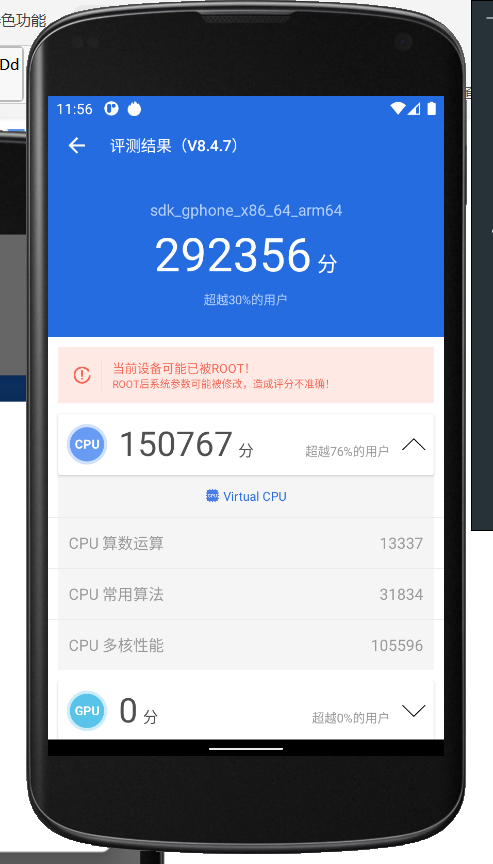 色功能
Dd
11:56
评测结果（V8.4.7）
sdk_gphone_x86_64_arm64
292356 分
超越30%的用户
当前设备可能已被ROOT！
ROOT后系统参数可能被修改，造成评分不准确！
CPU 150767 分 超越76%的用户
CPU Virtual CPU
CPU 算数运算 13337
CPU 常用算法 31834
CPU 多核性能 105596
GPU 0 分 超越0%的用户